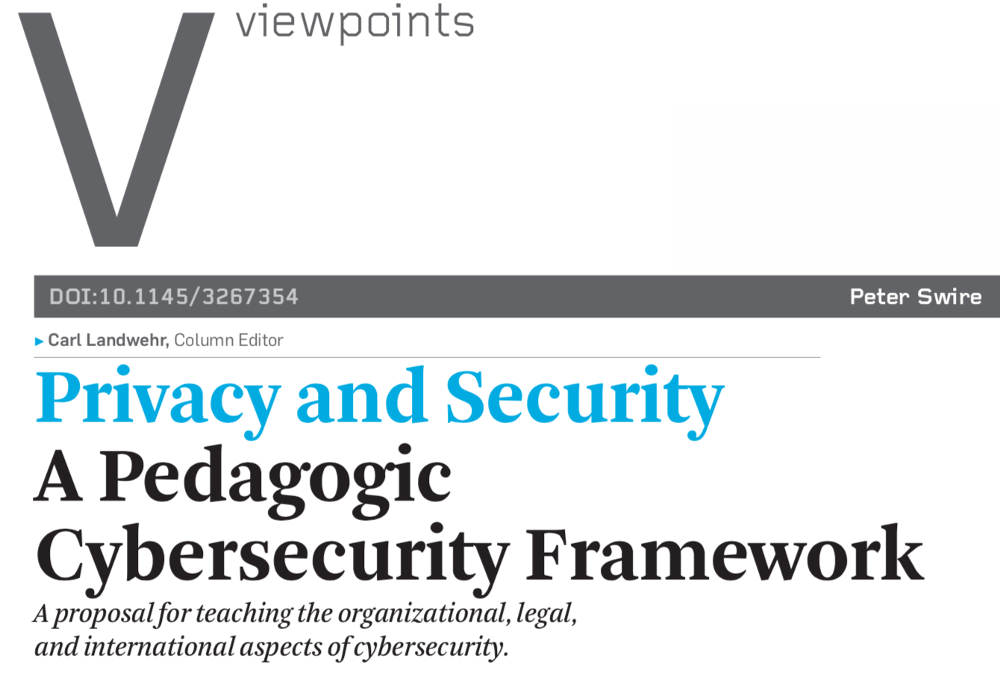 V
viewpoints
DOI:10.1145/3267354
Peter Swire
▶ Carl Landwehr, Column Editor
Privacy and Security
A Pedagogic
Cybersecurity Framework
A proposal for teaching the organizational, legal,
and international aspects of cybersecurity.